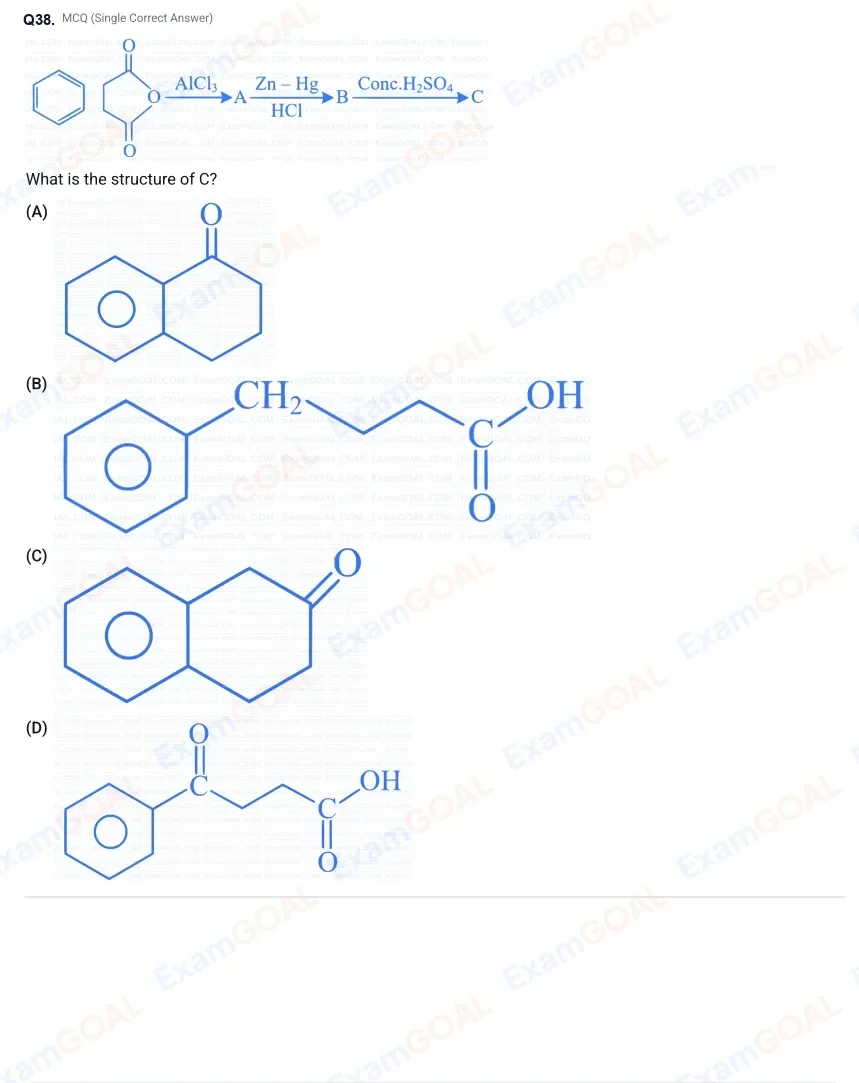 Q38. MCQ (Single Correct Answer)
O
O
O
AlCl₃
A
Zn – Hg
HCl
B
Conc.H₂SO₄
C
What is the structure of C?
(A)
O
(B)
CH₂
OH
C
O
(C)
O
(D)
O
C
OH
C
O
ExamGOAL